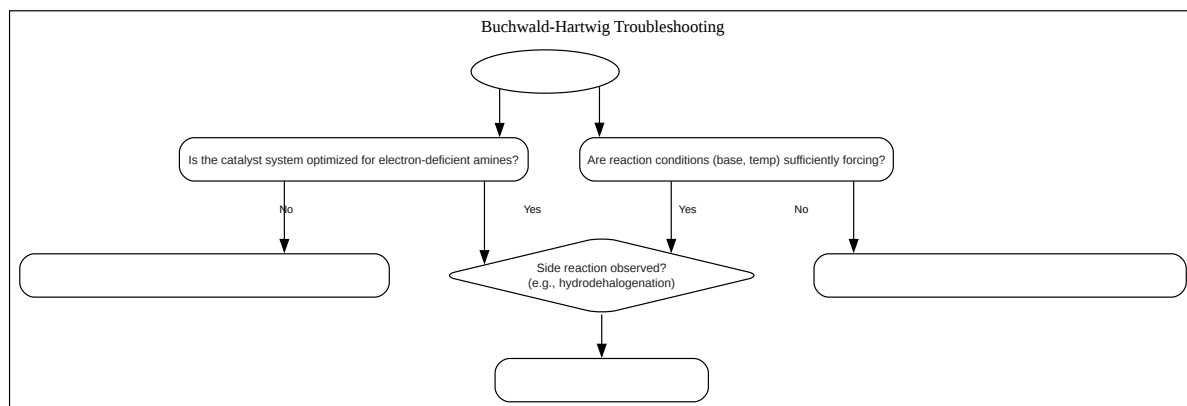 Buchwald-Hartwig Troubleshooting
Is the catalyst system optimized for electron-deficient amines?
Are reaction conditions (base, temp) sufficiently forcing?
No
Yes
Yes
No
Side reaction observed?
(e.g., hydrodehalogenation)